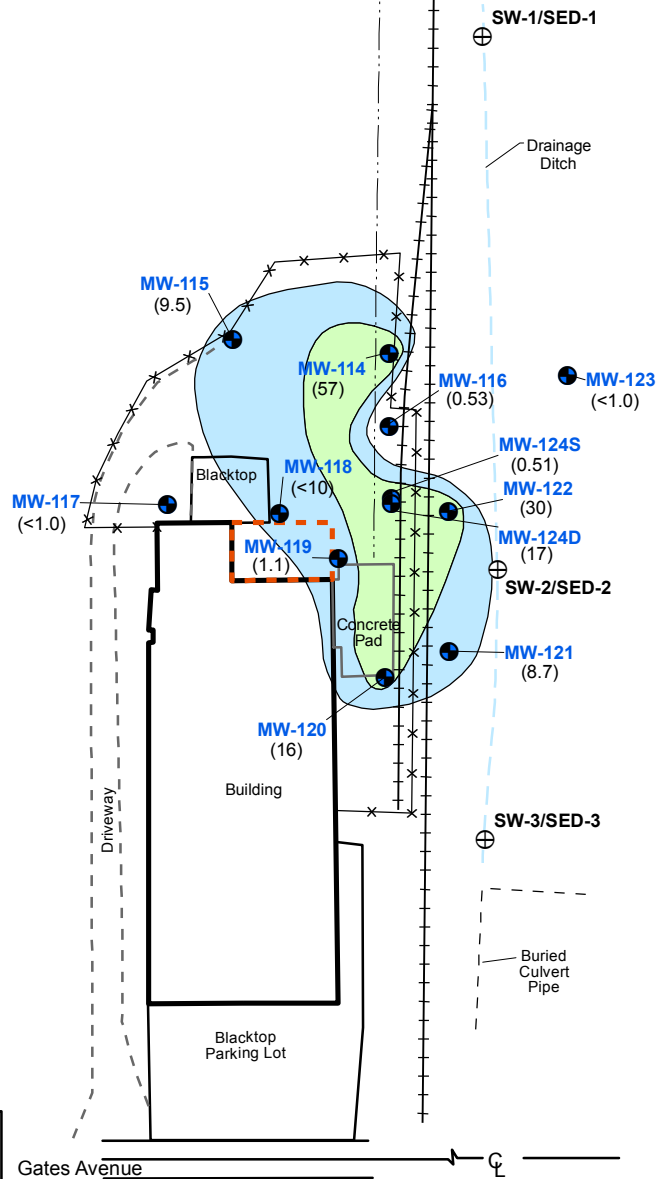 SW-1/SED-1
Drainage
Ditch
MW-115
(9.5)
MW-114
(57)
MW-116
(0.53)
MW-123
(<1.0)
MW-124S
(0.51)
MW-118
(<10)
Blacktop
MW-122
(30)
MW-117
(<1.0)
MW-124D
(17)
MW-119
(1.1)
SW-2/SED-2
Concrete
Pad
MW-121
(8.7)
MW-120
(16)
Building
Driveway
SW-3/SED-3
Buried
Culvert
Pipe
Blacktop
Parking Lot
Gates Avenue
℄